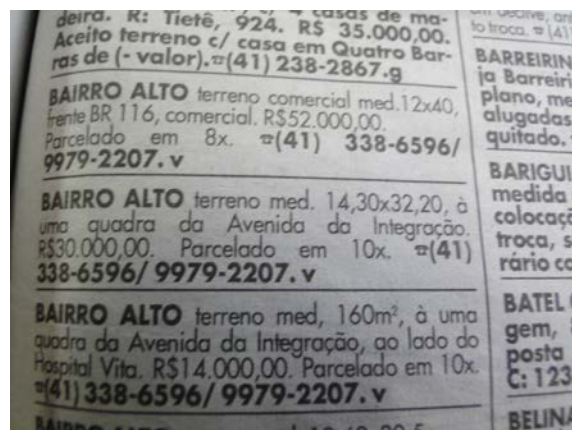 deira. R: Tietê, 924. R$ 35.000,00.
Aceito terreno c/ casa em Quatro Bar-
ras de (- valor).☎(41) 238-2867.g
BAIRRO ALTO terreno comercial med.12x40,
frente BR 116, comercial. R$52.000,00.
Parcelado em 8x. ☎(41) 338-6596/
9979-2207. v
BAIRRO ALTO terreno med. 14,30x32,20, à
uma quadra da Avenida da Integração.
R$30.000,00. Parcelado em 10x. ☎(41)
338-6596/ 9979-2207. v
BAIRRO ALTO terreno med, 160m², à uma
quadra da Avenida da Integração, ao lado do
Hospital Vita. R$14.000,00. Parcelado em 10x.
☎(41) 338-6596/ 9979-2207. v
BAIRRO ALTO
to troca. ☎ (41)
BARREIRIN
ja Barreiri
plano, me
alugadas
quitado.
BARIGUI
medida
colocaçã
troca, s
rário co
BATEL
gem,
posta
C: 123
BELINA